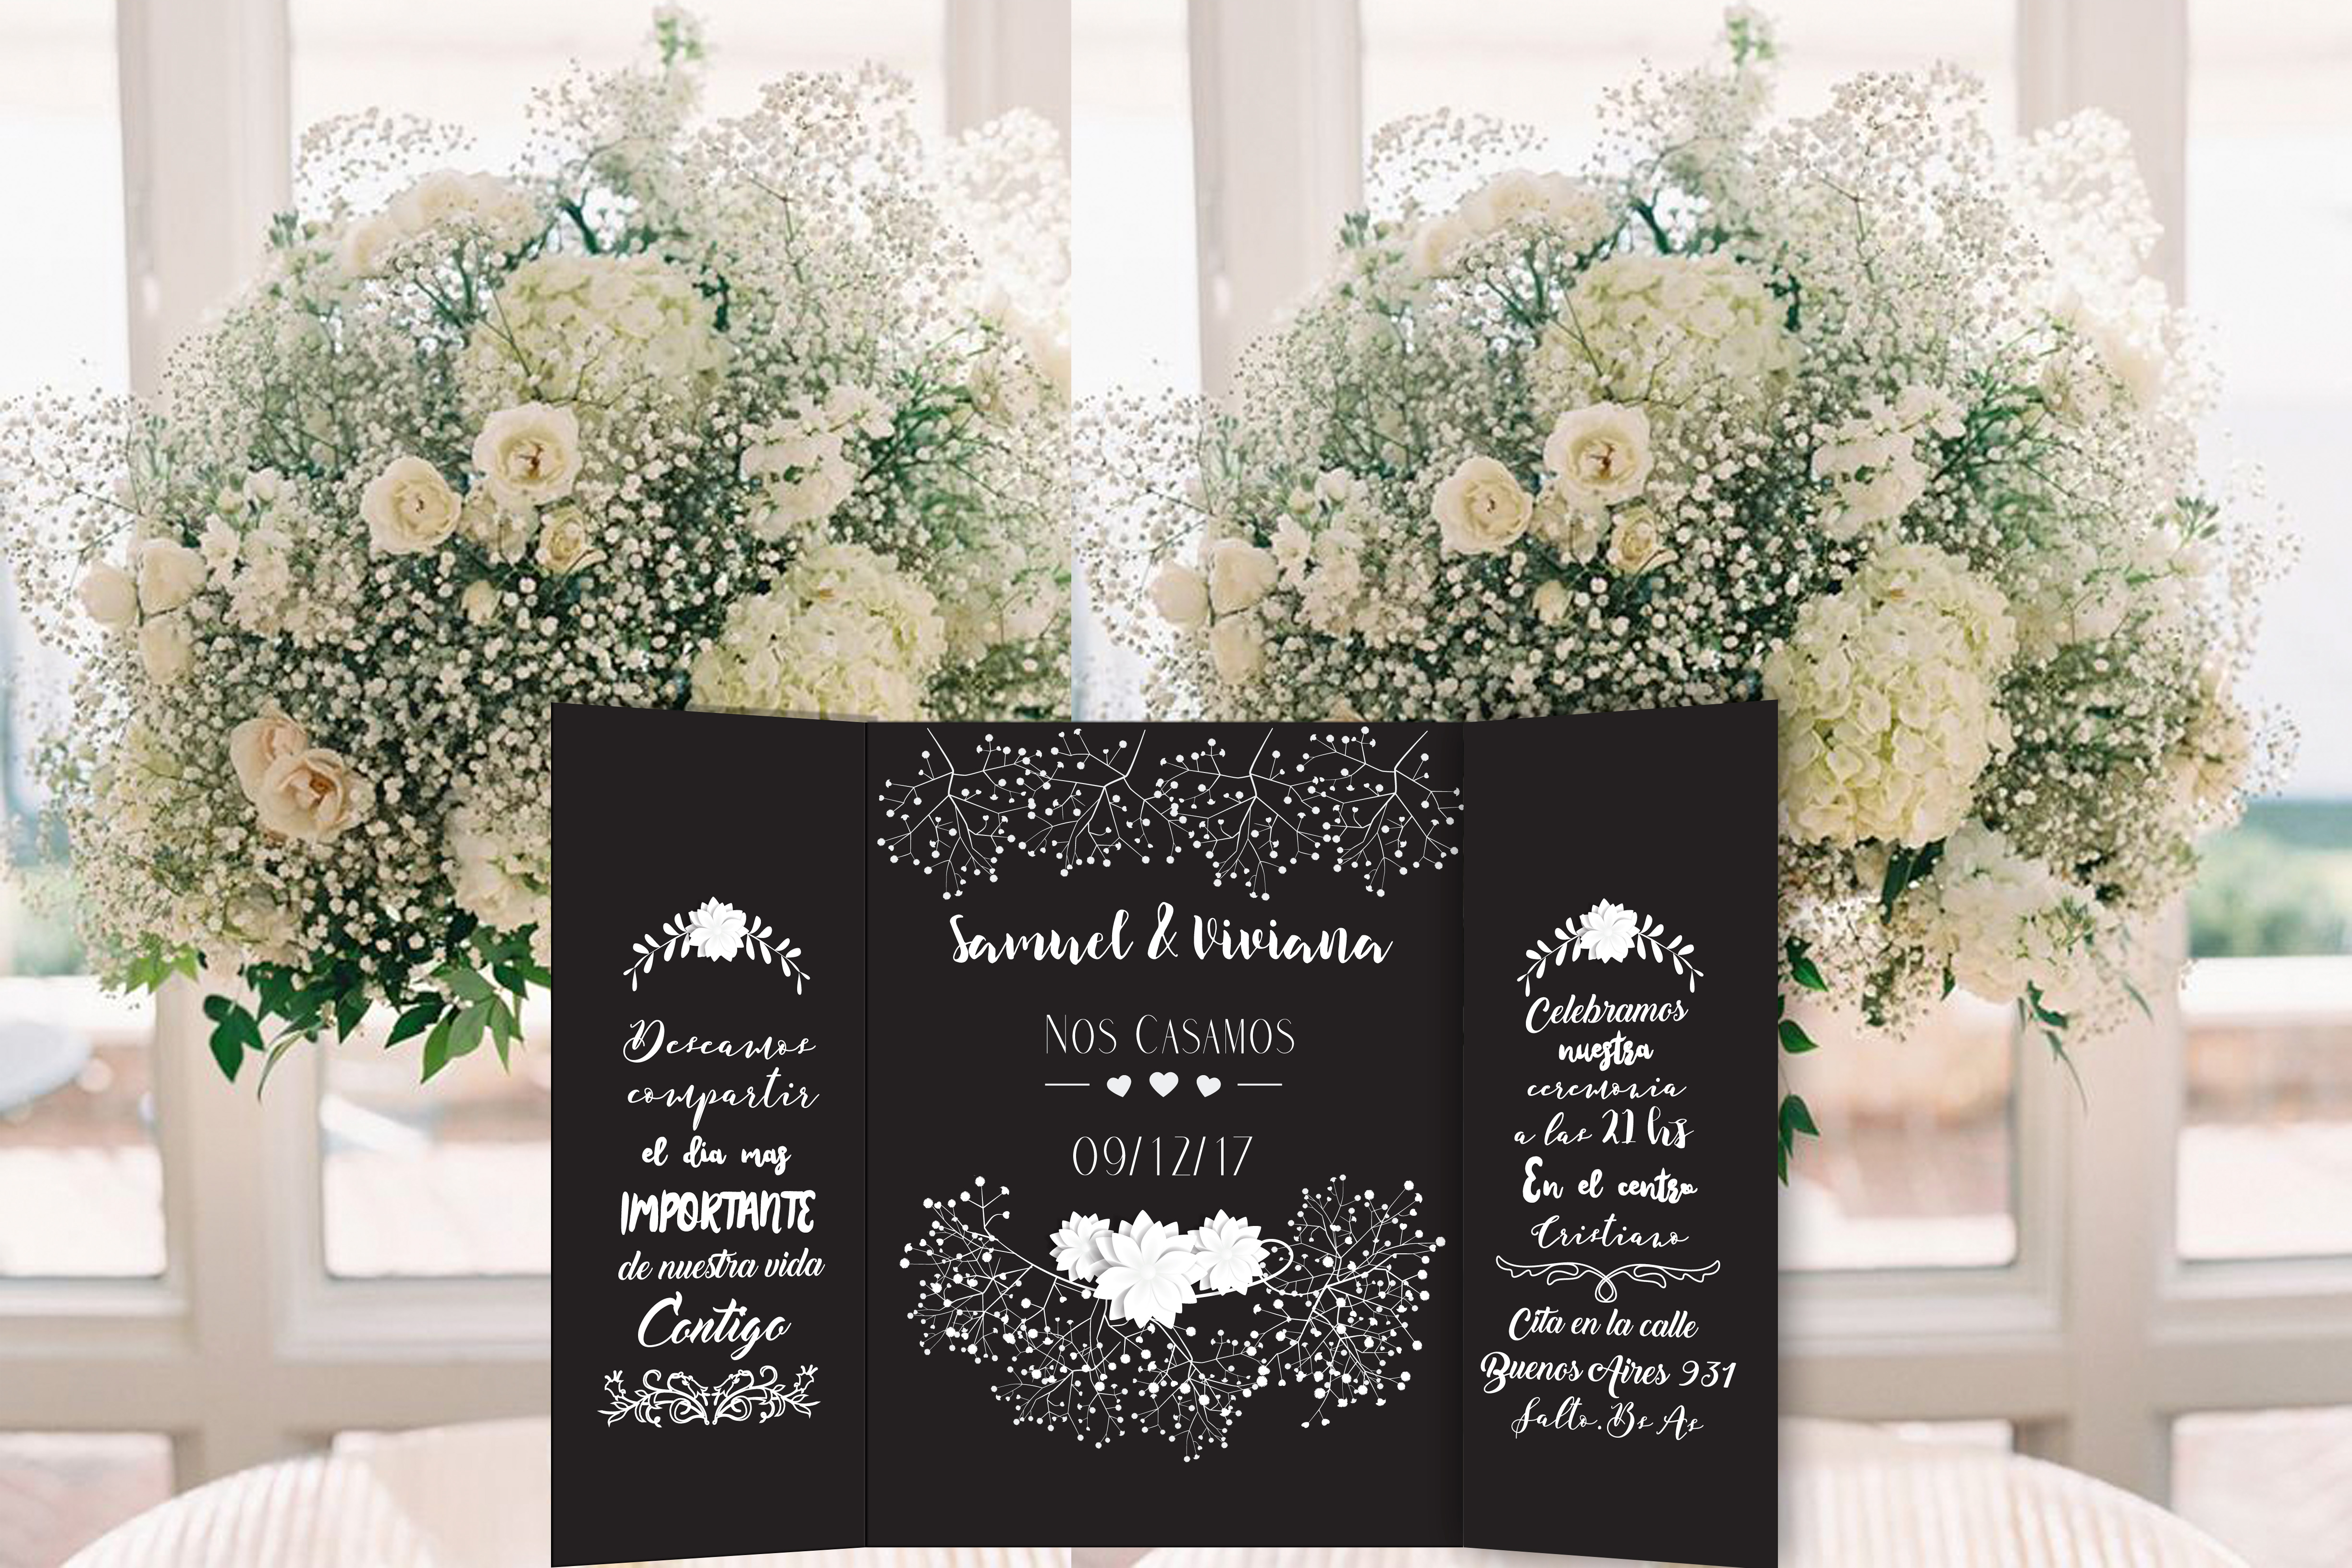 Deseamos
compartir
el dia mas
IMPORTANTE
de nuestra vida
Contigo
Samuel & Viviana
Nos Casamos
09/12/17
Celebramos
nuestra
ceremonia
a las 21 hs
En el centro
Cristiano
Cita en la calle
Buenos Aires 931
Salto. Bs As